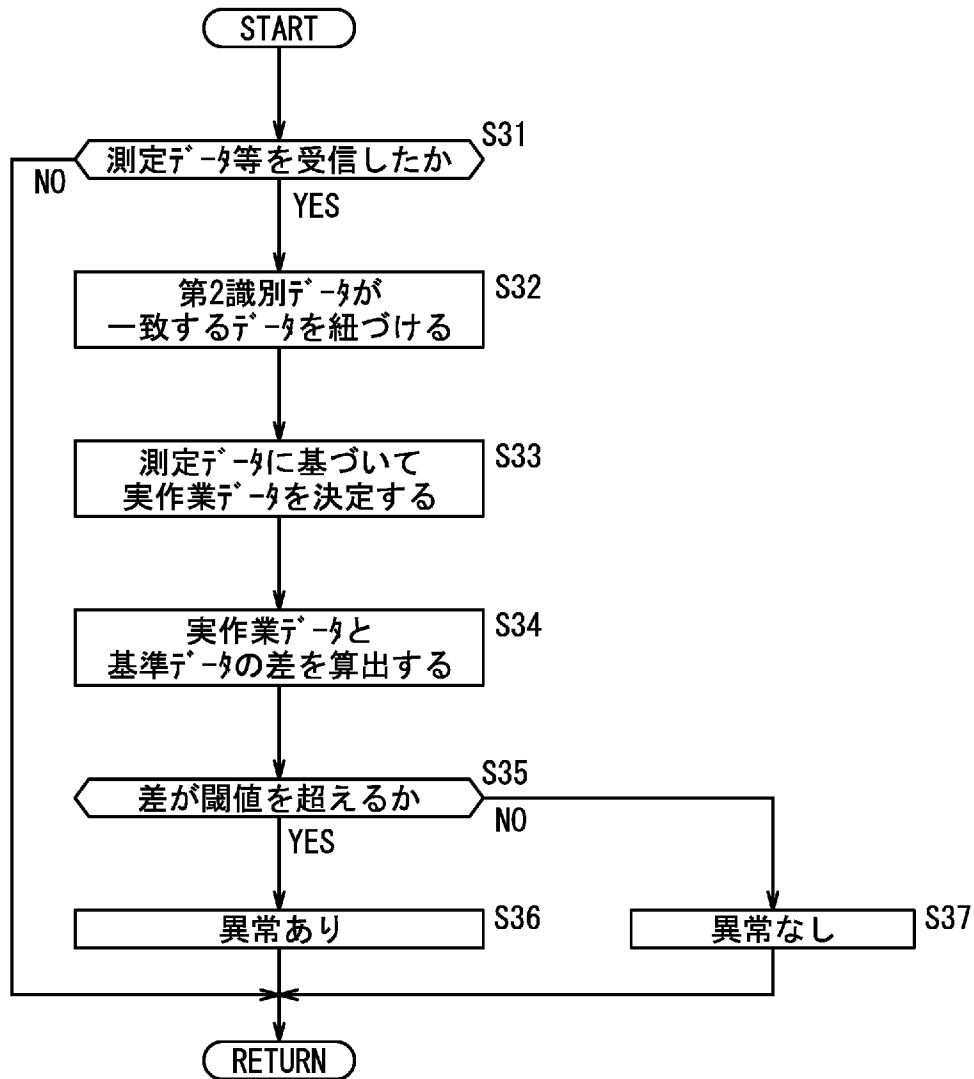 START
S31
測定ﾃﾞｰﾀ等を受信したか
NO
YES
S32
第2識別ﾃﾞｰﾀが
一致するﾃﾞｰﾀを紐づける
S33
測定ﾃﾞｰﾀに基づいて
実作業ﾃﾞｰﾀを決定する
S34
実作業ﾃﾞｰﾀと
基準ﾃﾞｰﾀの差を算出する
S35
差が閾値を超えるか
NO
YES
S36
異常あり
S37
異常なし
RETURN